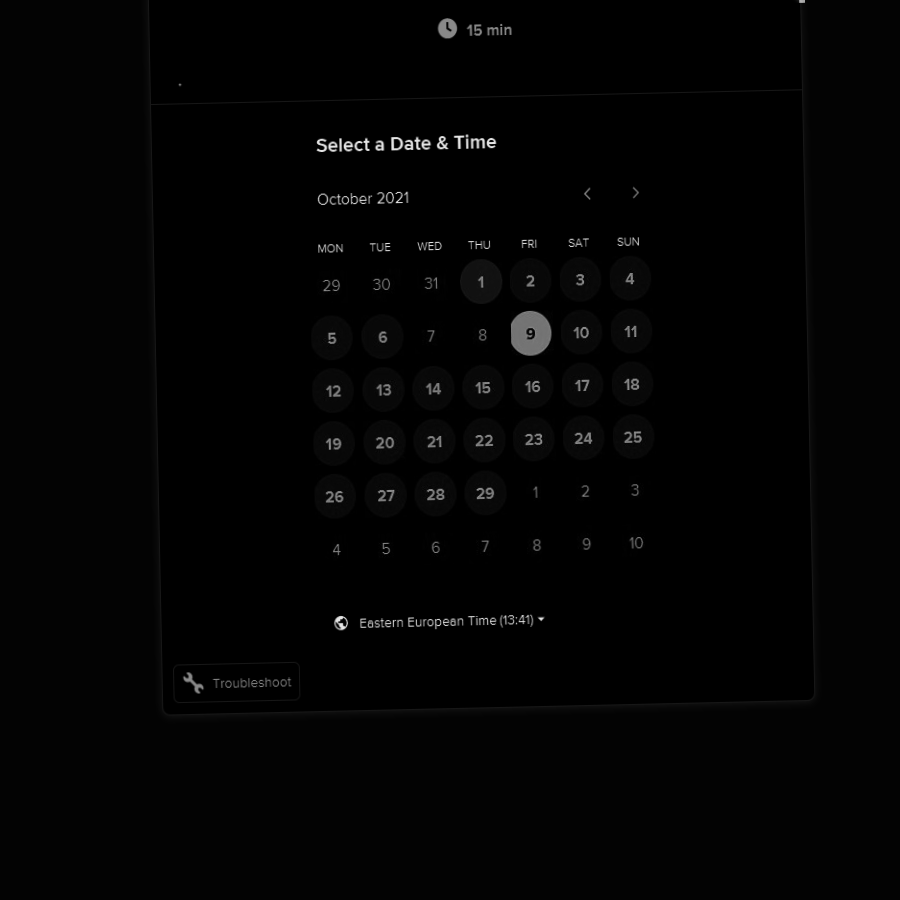 15 min
Select a Date & Time
October 2021
MON TUE WED THU FRI SAT SUN
29 30 31 1 2 3 4
5 6 7 8 9 10 11
12 13 14 15 16 17 18
19 20 21 22 23 24 25
26 27 28 29 1 2 3
4 5 6 7 8 9 10
Eastern European Time (13:41)
Troubleshoot